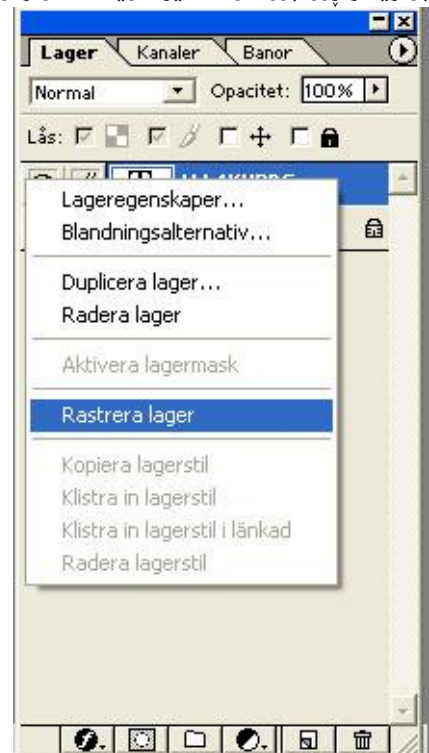 Lager Kanaler Banor
Normal Opacitet: 100%
Lås:
Lageregenskaper...
Blandningsalternativ...
Duplicera lager...
Radera lager
Aktivera lagermask
Rastrera lager
Kopiera lagerstil
Klistra in lagerstil
Klistra in lagerstil i länkad
Radera lagerstil